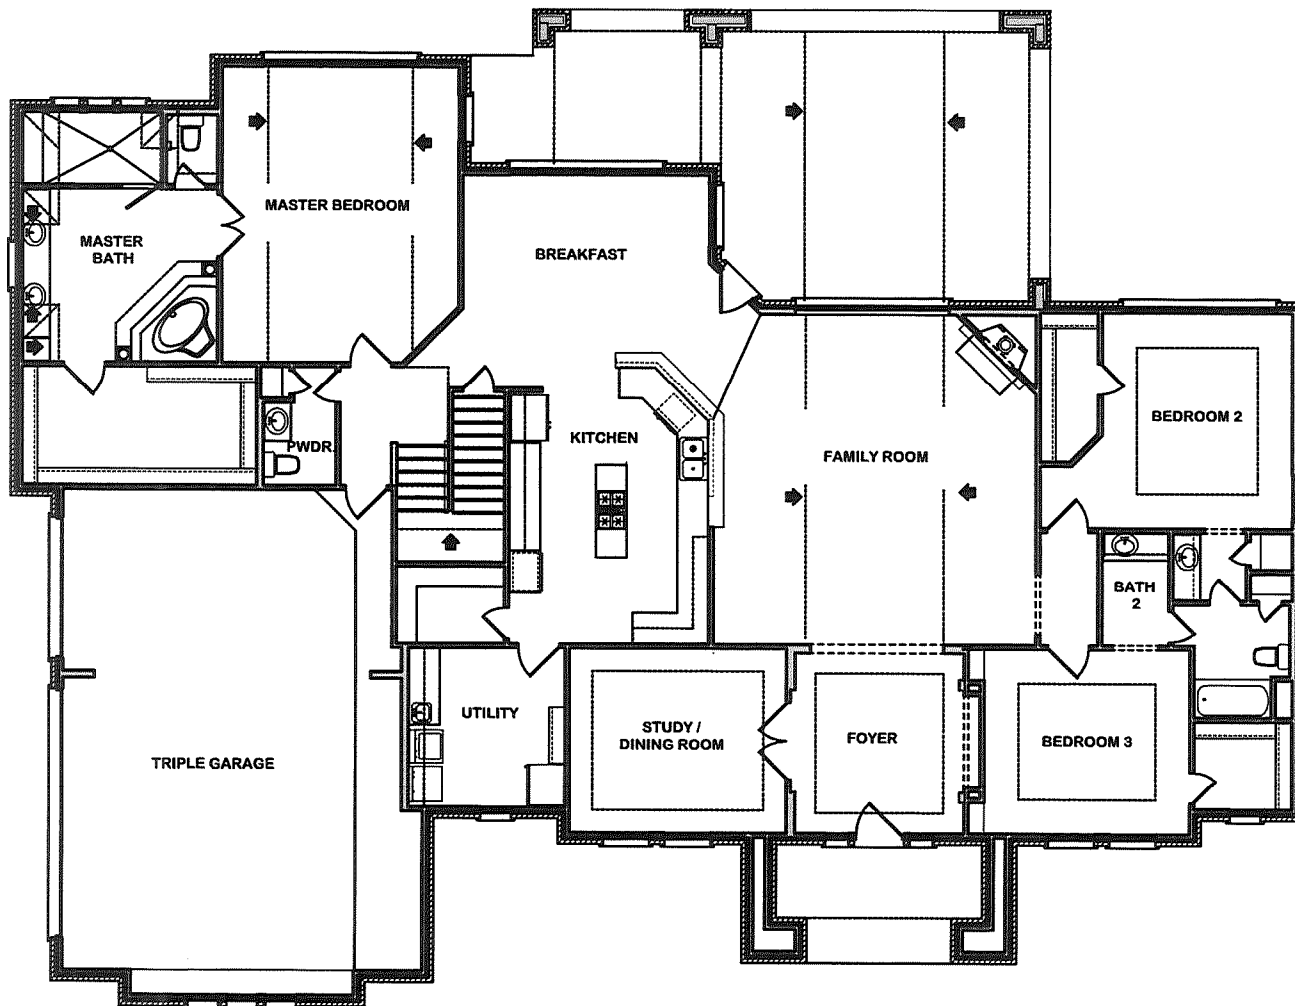 MASTER BEDROOM
MASTER
BATH
BREAKFAST
BEDROOM 2
KITCHEN
PWDR.
FAMILY ROOM
BATH
2
UTILITY
STUDY /
DINING ROOM
FOYER
BEDROOM 3
TRIPLE GARAGE